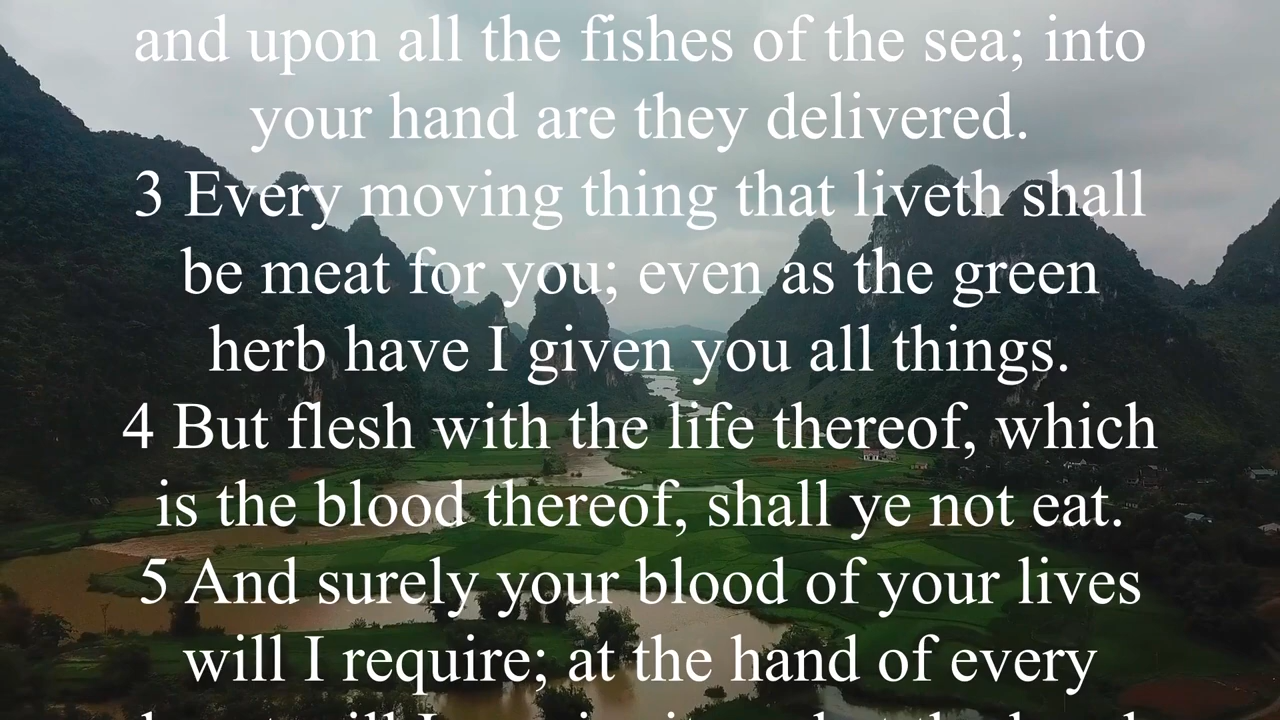 and upon all the fishes of the sea; into
your hand are they delivered.
3 Every moving thing that liveth shall
be meat for you; even as the green
herb have I given you all things.
4 But flesh with the life thereof, which
is the blood thereof, shall ye not eat.
5 And surely your blood of your lives
will I require; at the hand of every